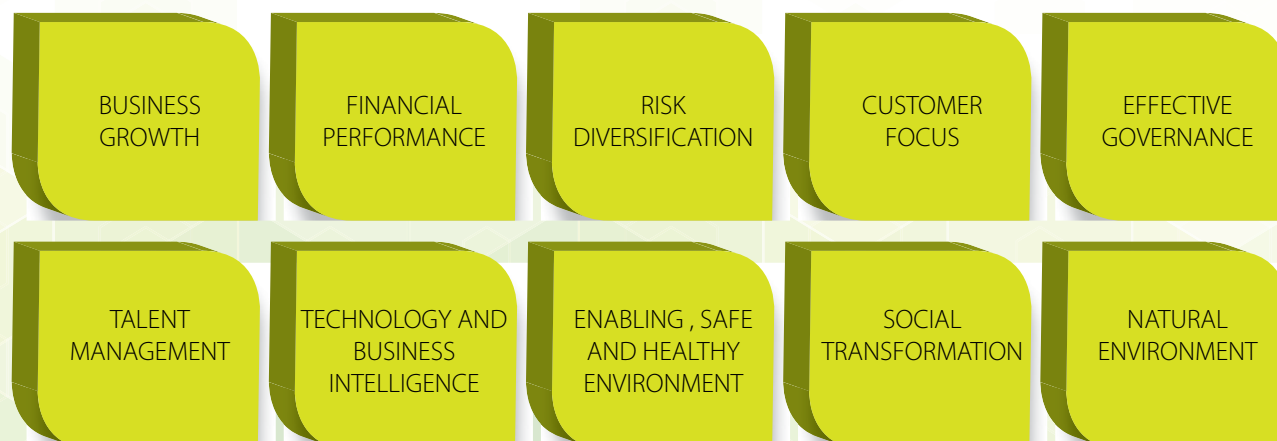 BUSINESS
GROWTH
FINANCIAL
PERFORMANCE
RISK
DIVERSIFICATION
CUSTOMER
FOCUS
EFFECTIVE
GOVERNANCE
TALENT
MANAGEMENT
TECHNOLOGY AND
BUSINESS
INTELLIGENCE
ENABLING , SAFE
AND HEALTHY
ENVIRONMENT
SOCIAL
TRANSFORMATION
NATURAL
ENVIRONMENT